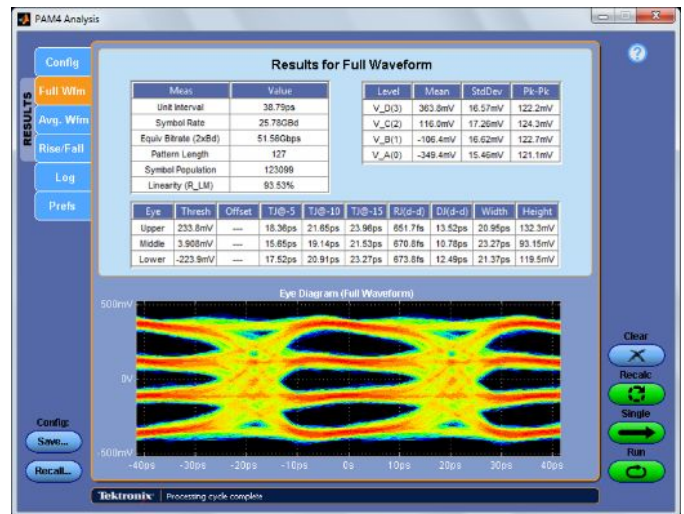 PAM4 Analysis
Config
Full Wfm
Avg. Wfm
Rise/Fall
Log
Prefs
RESULTS
Results for Full Waveform
Meas Value
Unit Interval 38.79ps
Symbol Rate 25.78GBd
Equiv Bitrate (2xBd) 51.56Gbps
Pattern Length 127
Symbol Population 123099
Linearity (R_LM) 93.53%
Level Mean StdDev Pk-Pk
V_D(3) 363.8mV 16.57mV 122.2mV
V_C(2) 116.0mV 17.26mV 124.3mV
V_B(1) -106.4mV 16.62mV 122.7mV
V_A(0) -349.4mV 15.46mV 121.1mV
Eye Thresh Offset TJ@-5 TJ@-10 TJ@-15 RJ(d-d) DJ(d-d) Width Height
Upper 233.8mV --- 18.36ps 21.65ps 23.96ps 651.7fs 13.52ps 20.95ps 132.3mV
Middle 3.908mV --- 15.65ps 19.14ps 21.53ps 670.8fs 10.78ps 23.27ps 93.15mV
Lower -223.9mV --- 17.52ps 20.91ps 23.27ps 673.8fs 12.49ps 21.37ps 119.5mV
Eye Diagram (Full Waveform)
500mV
0V
-500mV
-40ps -30ps -20ps -10ps 0s 10ps 20ps 30ps 40ps
Clear
Recalc
Single
Run
Config:
Save...
Recall...
Tektronix Processing cycle complete